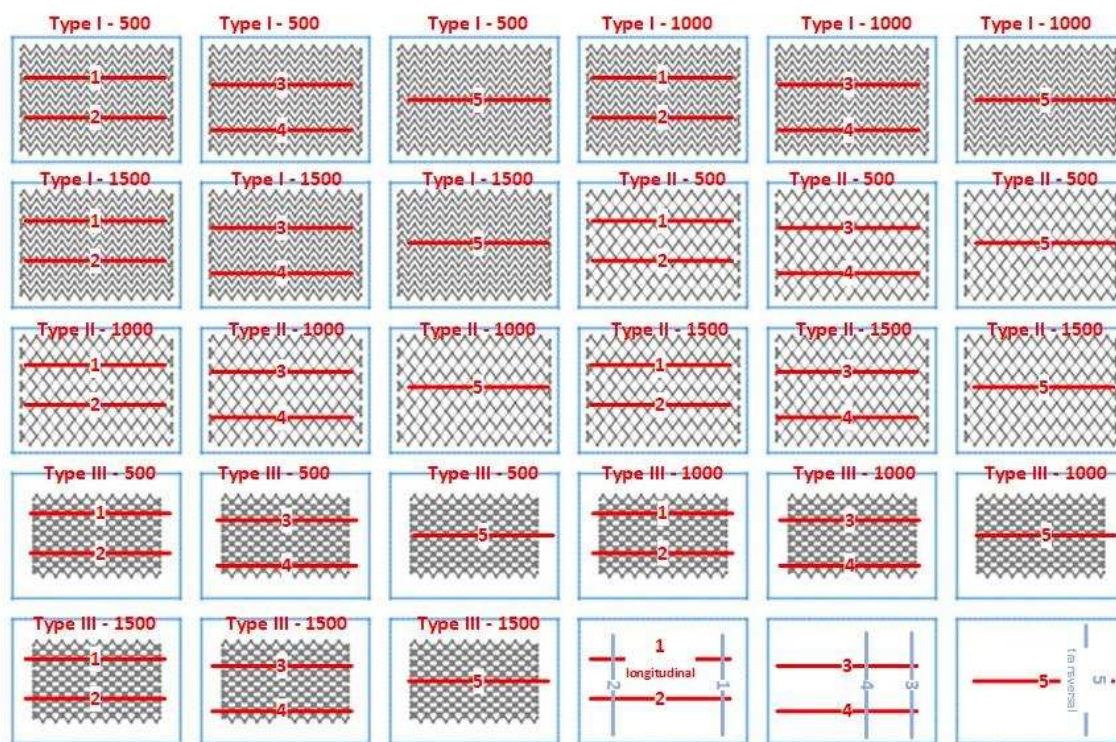 Type I - 500 Type I - 500 Type I - 500 Type I - 1000 Type I - 1000 Type I - 1000
1 3 5 1 3 5
2 4 2 4
Type I - 1500 Type I - 1500 Type I - 1500 Type II - 500 Type II - 500 Type II - 500
1 3 5 1 3 5
2 4 2 4
Type II - 1000 Type II - 1000 Type II - 1000 Type II - 1500 Type II - 1500 Type II - 1500
1 3 5 1 3 5
2 4 2 4
Type III - 500 Type III - 500 Type III - 500 Type III - 1000 Type III - 1000 Type III - 1000
1 3 5 1 3 5
2 4 2 4
Type III - 1500 Type III - 1500 Type III - 1500
1 3 5 1 3 5
longitudinal
2 4 2 4
2 1 4 3 transversal 5